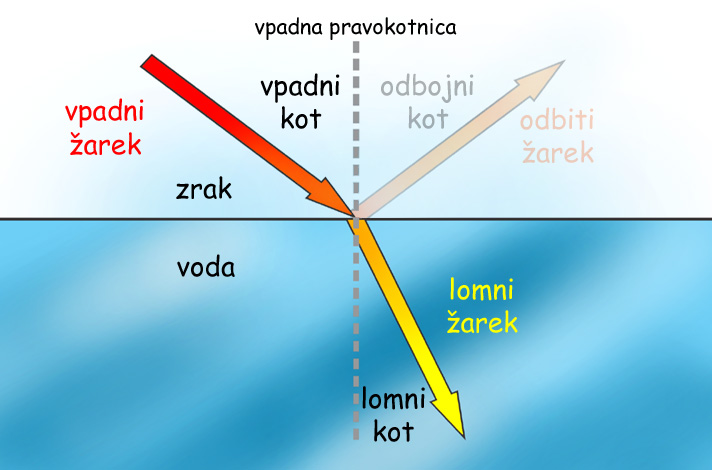 vpadna pravokotnica
vpadni
kot
odbojni
kot
vpadni
žarek
odbiti
žarek
zrak
voda
lomni
žarek
lomni
kot